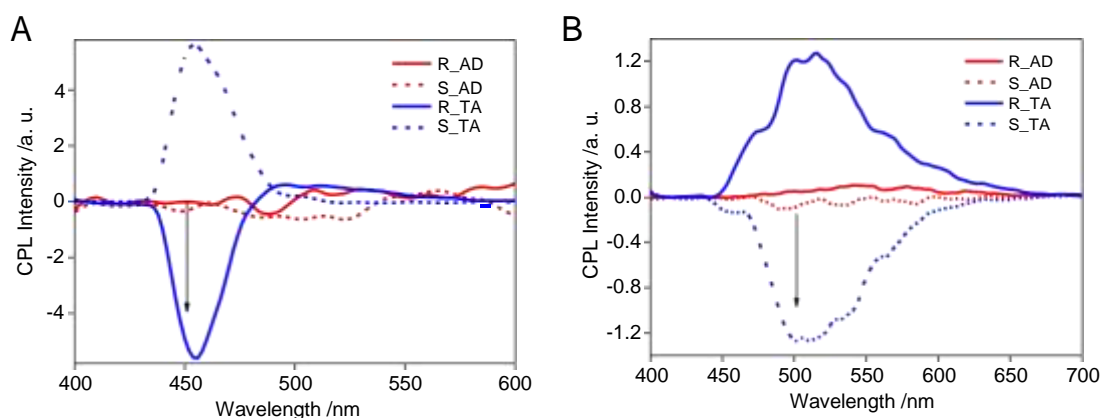 A
CPL Intensity /a. u.
4
2
0
-2
-4
R_AD
S_AD
R_TA
S_TA
400
450
500
550
600
Wavelength /nm
B
CPL Intensity /a. u.
1.2
0.8
0.4
0.0
-0.4
-0.8
-1.2
R_AD
S_AD
R_TA
S_TA
400
450
500
550
600
650
700
Wavelength /nm